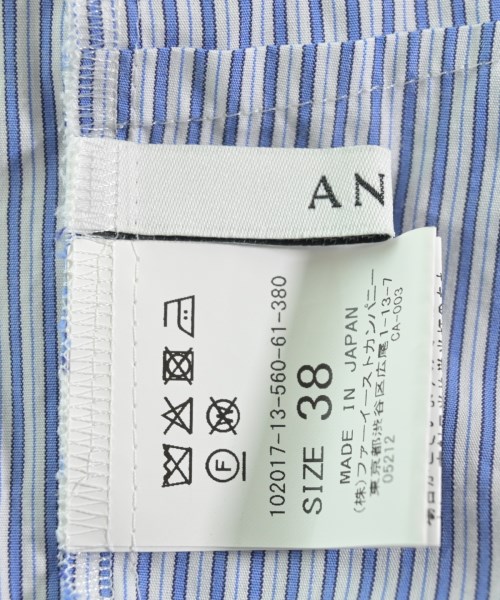 AN
102017-13-560-61-380
SIZE 38
MADE IN JAPAN
(株)ファーイーストカンパニー
東京都渋谷区広尾1-13-7
05212 CA-003